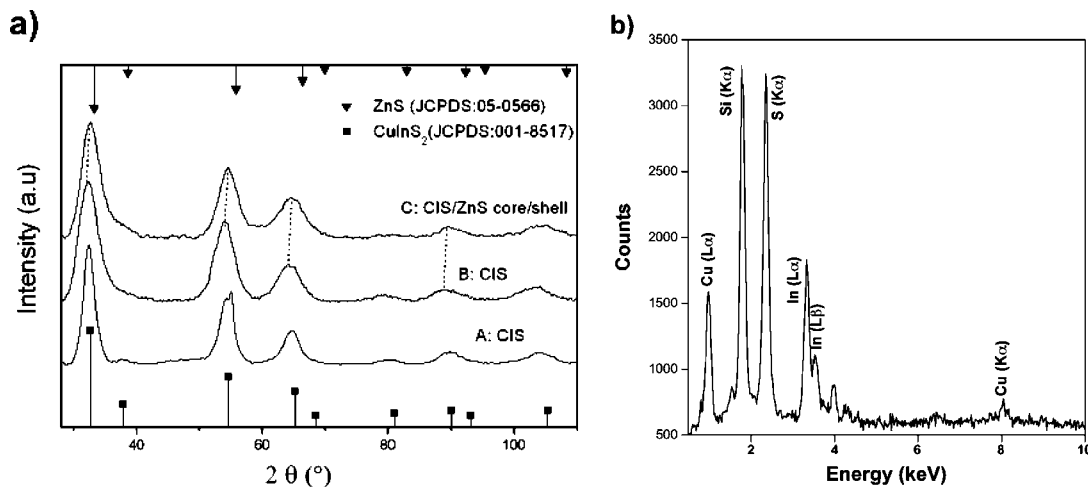 a)
Intensity (a.u)
▼ ZnS (JCPDS:05-0566)
■ CuInS₂(JCPDS:001-8517)
C: CIS/ZnS core/shell
B: CIS
A: CIS
40 60 80 100
2 θ (°)
b)
Counts
3500
3000
2500
2000
1500
1000
500
Cu (Lα)
Si (Kα)
S (Kα)
In (Lα)
In (Lβ)
Cu (Kα)
2 4 6 8 10
Energy (keV)